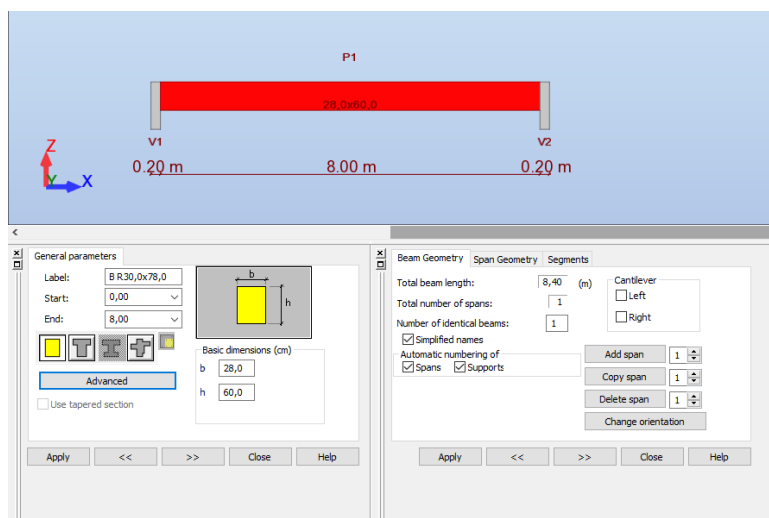 P1
28,0x60,0
V1
V2
0.20 m
8.00 m
0.20 m
Z
Y
X
<
General parameters
Label:
B R30,0x78,0
Start:
0,00
End:
8,00
b
h
Advanced
Use tapered section
Basic dimensions (cm)
b
28,0
h
60,0
Apply
<<
>>
Close
Help
Beam Geometry
Span Geometry
Segments
Total beam length:
8,40
(m)
Total number of spans:
1
Number of identical beams:
1
Simplified names
Automatic numbering of
Spans
Supports
Cantilever
Left
Right
Add span
1
Copy span
1
Delete span
1
Change orientation
Apply
<<
>>
Close
Help